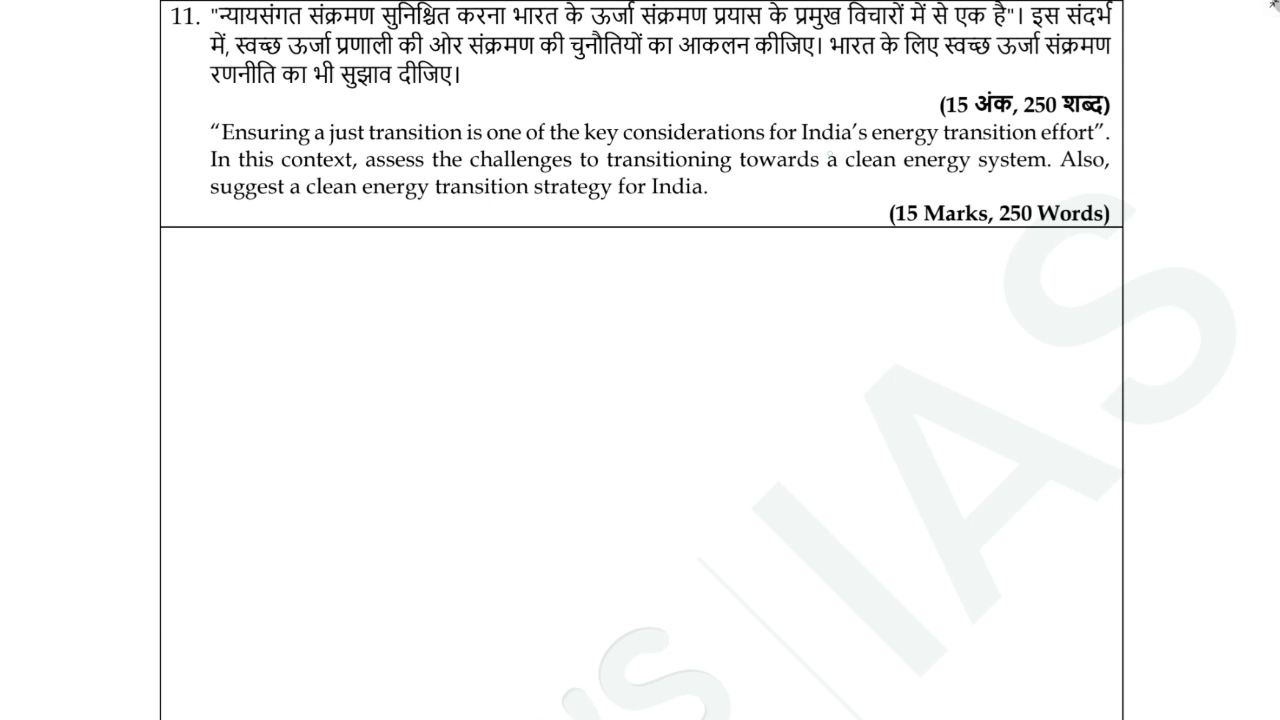 11. "न्यायसंगत संक्रमण सुनिश्चित करना भारत के ऊर्जा संक्रमण प्रयास के प्रमुख विचारों में से एक है"। इस संदर्भ
में, स्वच्छ ऊर्जा प्रणाली की ओर संक्रमण की चुनौतियों का आकलन कीजिए। भारत के लिए स्वच्छ ऊर्जा संक्रमण
रणनीति का भी सुझाव दीजिए।
(15 अंक, 250 शब्द)
“Ensuring a just transition is one of the key considerations for India’s energy transition effort”.
In this context, assess the challenges to transitioning towards a clean energy system. Also,
suggest a clean energy transition strategy for India.
(15 Marks, 250 Words)
's IAS